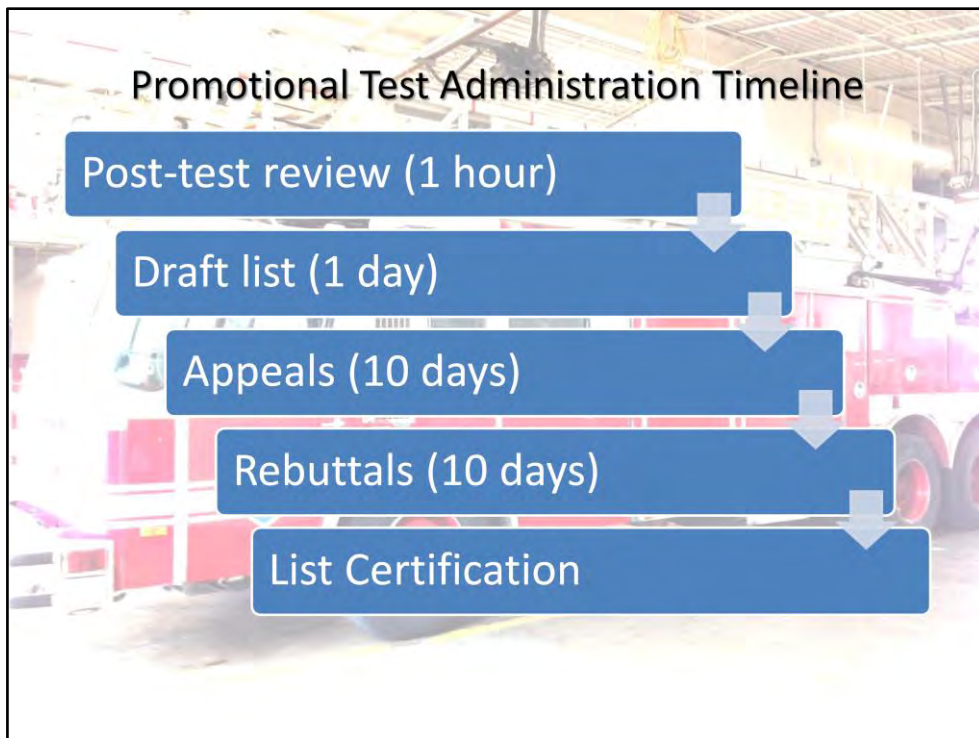 Promotional Test Administration Timeline
Post-test review (1 hour)
Draft list (1 day)
Appeals (10 days)
Rebuttals (10 days)
List Certification